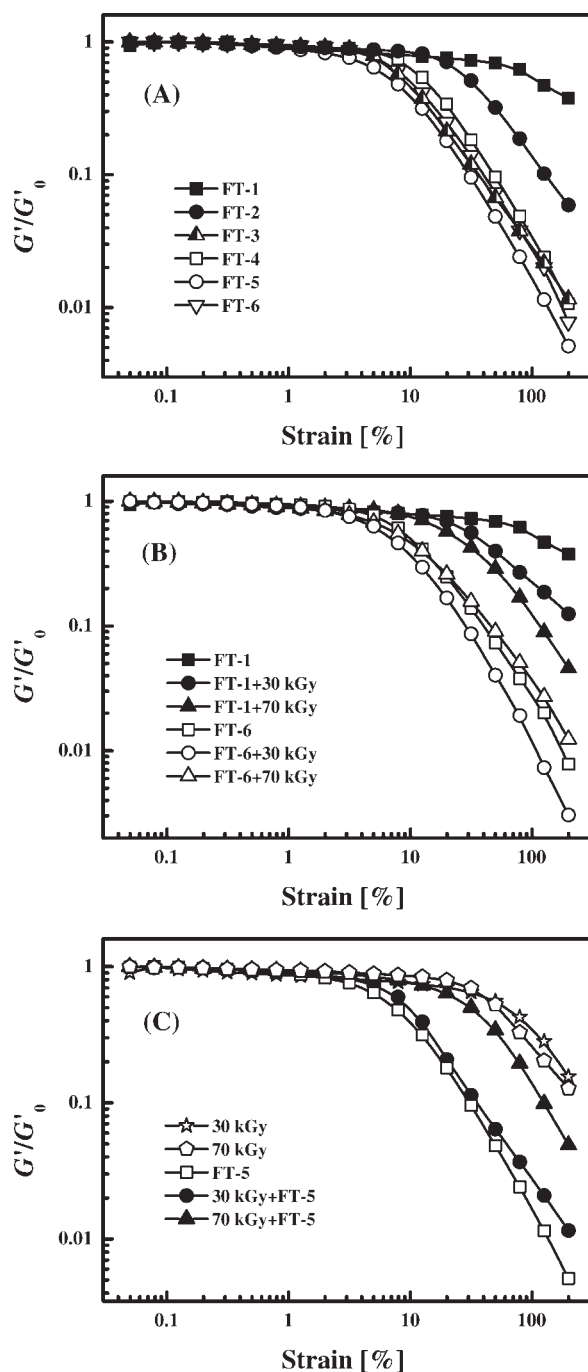 1
(A)
0.1
0.01
G'/G'₀
FT-1
FT-2
FT-3
FT-4
FT-5
FT-6
0.1 1 10 100
Strain [%]
1
(B)
0.1
0.01
G'/G'₀
FT-1
FT-1+30 kGy
FT-1+70 kGy
FT-6
FT-6+30 kGy
FT-6+70 kGy
0.1 1 10 100
Strain [%]
1
(C)
0.1
0.01
G'/G'₀
30 kGy
70 kGy
FT-5
30 kGy+FT-5
70 kGy+FT-5
0.1 1 10 100
Strain [%]